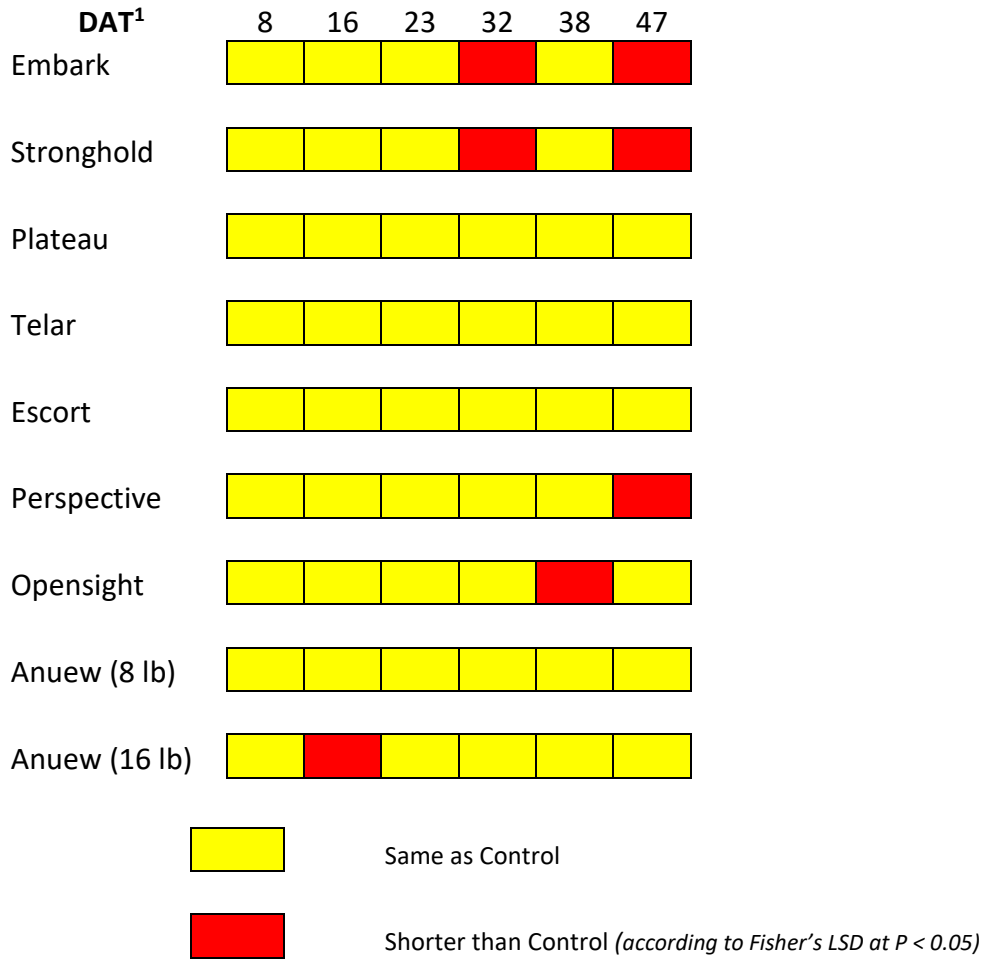 DAT¹ 8 16 23 32 38 47
Embark
Stronghold
Plateau
Telar
Escort
Perspective
Opensight
Anuew (8 lb)
Anuew (16 lb)
Same as Control
Shorter than Control (according to Fisher’s LSD at P < 0.05)